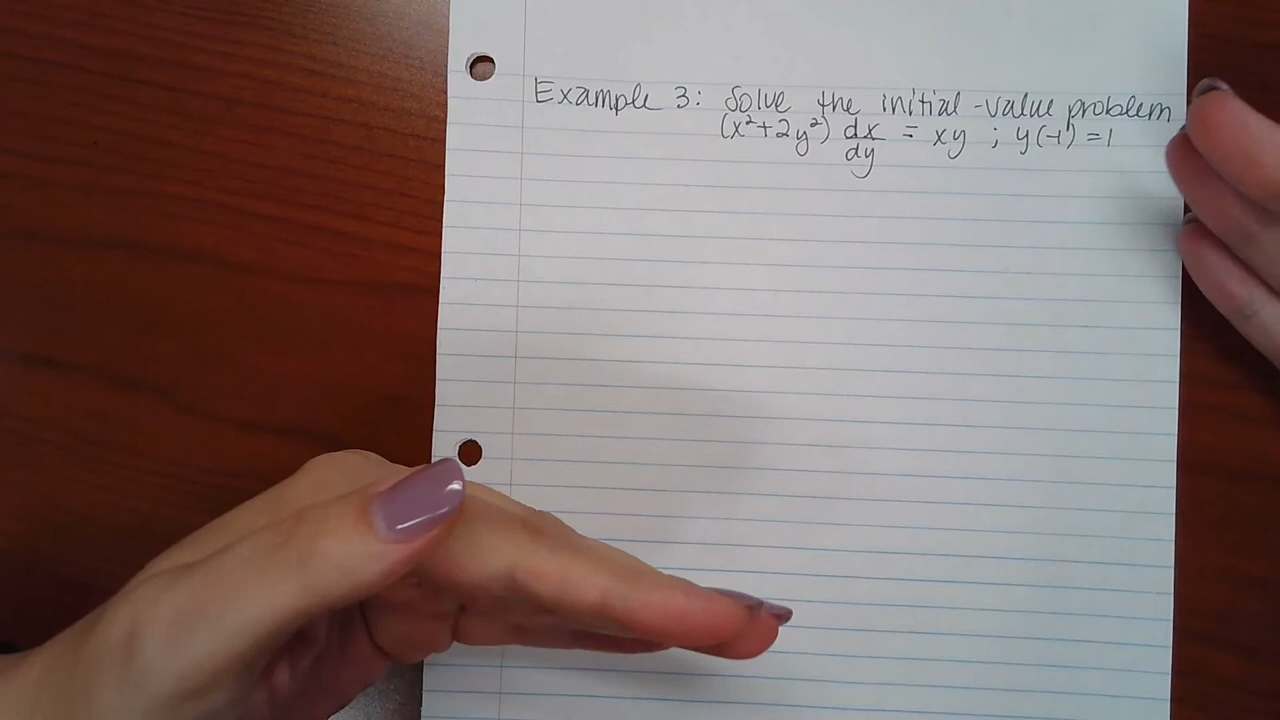 Example 3: Solve the initial-value problem
(x²+2y²) dx/dy = xy ; y(-1) = 1